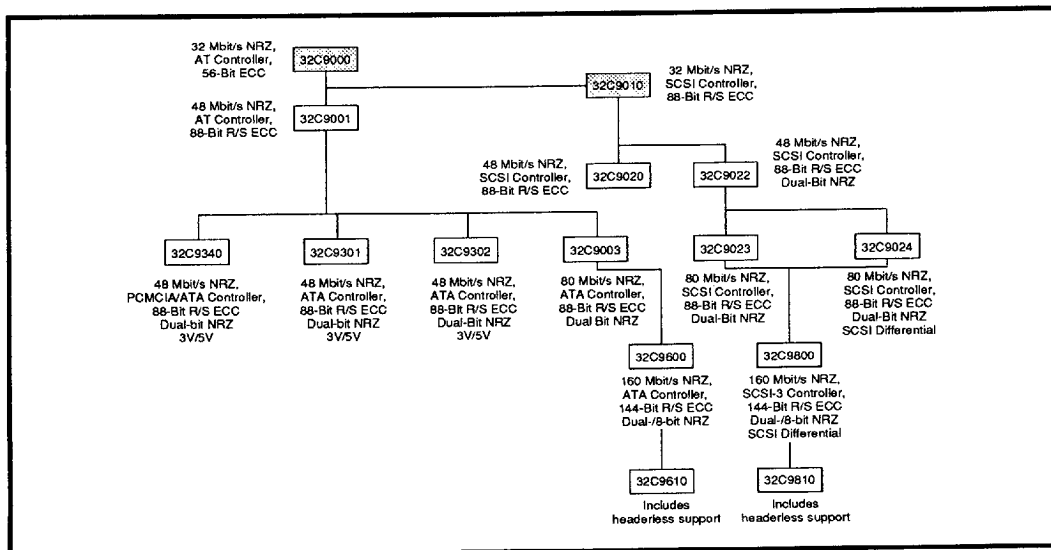 32 Mbit/s NRZ,
AT Controller,
56-Bit ECC
32C9000
32C9010
32 Mbit/s NRZ,
SCSI Controller,
88-Bit R/S ECC
48 Mbit/s NRZ,
AT Controller,
88-Bit R/S ECC
32C9001
48 Mbit/s NRZ,
SCSI Controller,
88-Bit R/S ECC
32C9020
32C9022
48 Mbit/s NRZ,
SCSI Controller,
88-Bit R/S ECC
Dual-Bit NRZ
32C9340
48 Mbit/s NRZ,
PCMCIA/ATA Controller,
88-Bit R/S ECC
Dual-bit NRZ
3V/5V
32C9301
48 Mbit/s NRZ,
ATA Controller,
88-Bit R/S ECC
Dual-bit NRZ
3V/5V
32C9302
48 Mbit/s NRZ,
ATA Controller,
88-Bit R/S ECC
Dual-Bit NRZ
3V/5V
32C9003
80 Mbit/s NRZ,
ATA Controller,
88-Bit R/S ECC
Dual Bit NRZ
32C9023
80 Mbit/s NRZ,
SCSI Controller,
88-Bit R/S ECC
Dual-Bit NRZ
32C9024
80 Mbit/s NRZ,
SCSI Controller,
88-Bit R/S ECC
Dual-Bit NRZ
SCSI Differential
32C9600
160 Mbit/s NRZ,
ATA Controller,
144-Bit R/S ECC
Dual-/8-bit NRZ
32C9800
160 Mbit/s NRZ,
SCSI-3 Controller,
144-Bit R/S ECC
Dual-/8-bit NRZ
SCSI Differential
32C9610
Includes
headerless support
32C9810
Includes
headerless support